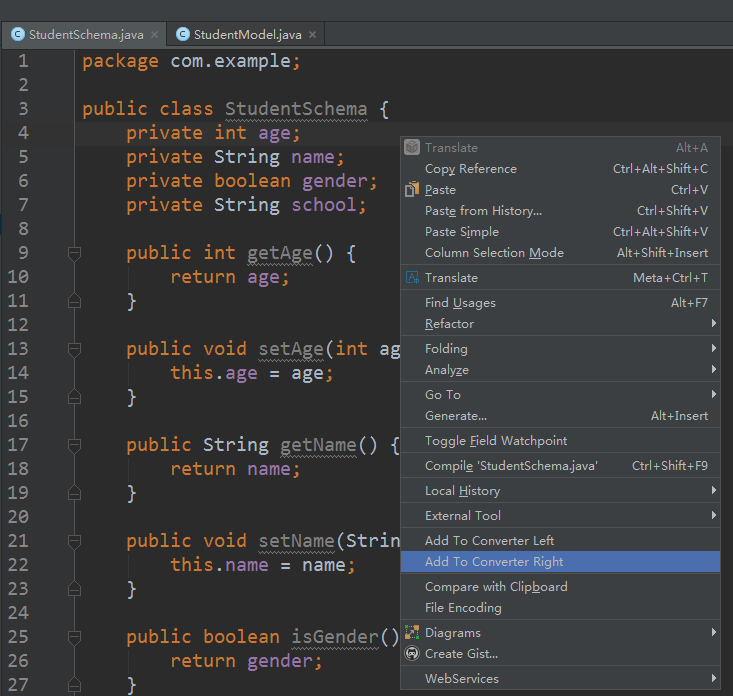 StudentSchema.java StudentModel.java
1 package com.example;
2
3 public class StudentSchema {
4 private int age;
5 private String name;
6 private boolean gender;
7 private String school;
8
9 public int getAge() {
10 return age;
11 }
12
13 public void setAge(int ag
14 this.age = age;
15 }
16
17 public String getName() {
18 return name;
19 }
20
21 public void setName(Strin
22 this.name = name;
23 }
24
25 public boolean isGender()
26 return gender;
27 }
Translate Alt+A
Copy Reference Ctrl+Alt+Shift+C
Paste Ctrl+V
Paste from History... Ctrl+Shift+V
Paste Simple Ctrl+Alt+Shift+V
Column Selection Mode Alt+Shift+Insert
Translate Meta+Ctrl+T
Find Usages Alt+F7
Refactor
Folding
Analyze
Go To
Generate... Alt+Insert
Toggle Field Watchpoint
Compile 'StudentSchema.java' Ctrl+Shift+F9
Local History
External Tool
Add To Converter Left
Add To Converter Right
Compare with Clipboard
File Encoding
Diagrams
Create Gist...
WebServices